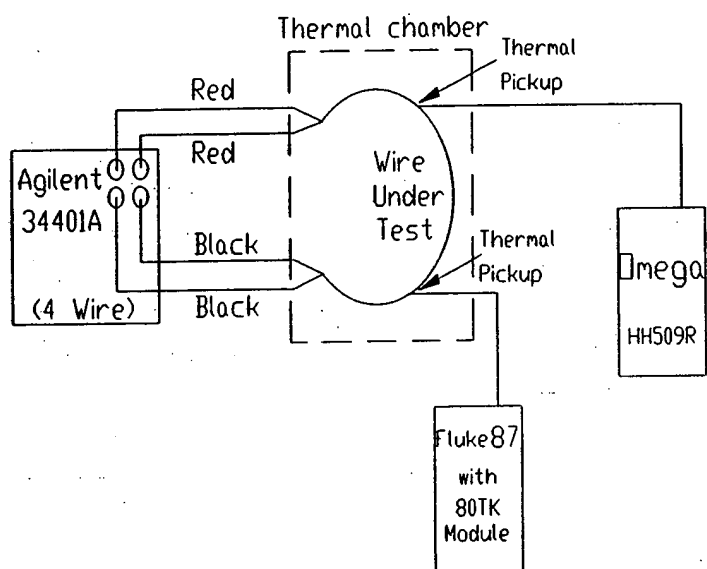 Thermal chamber
Thermal
Pickup
Red
Red
Agilent
34401A
(4 Wire)
Wire
Under
Test
Black
Black
Thermal
Pickup
Omega
HH509R
Fluke87
with
80TK
Module